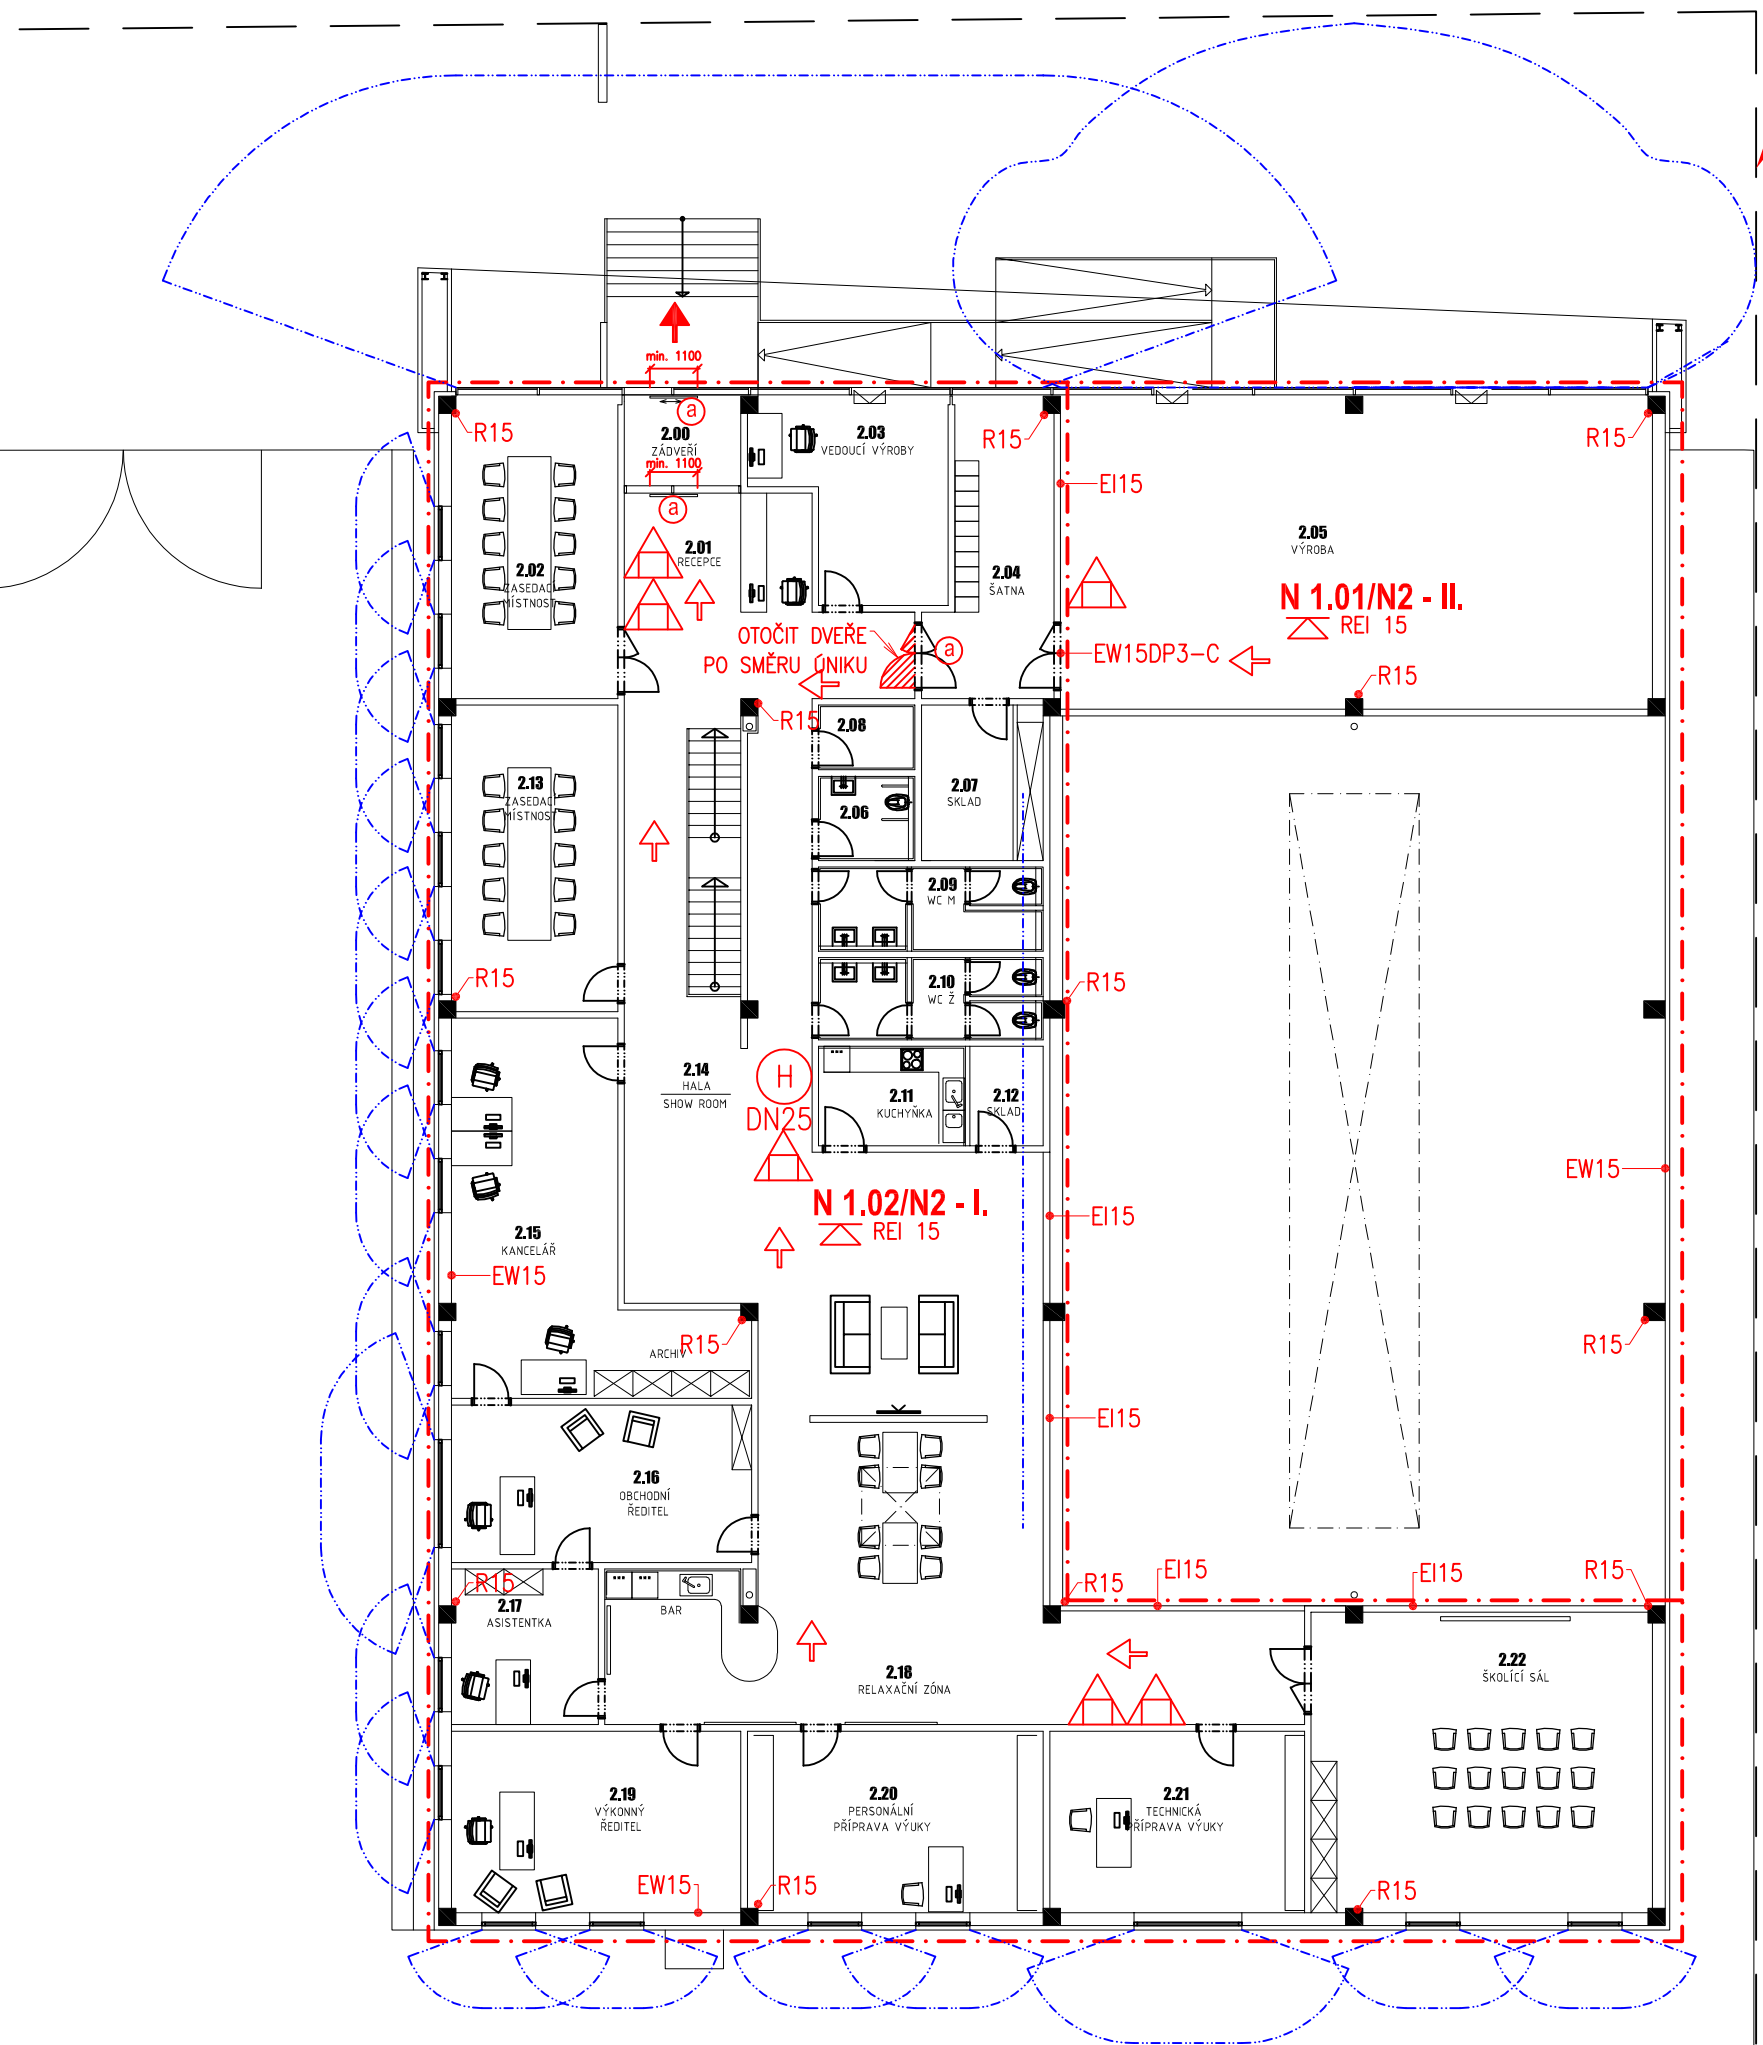 min. 1100
a
R15
2.00
ZÁDVEŘÍ
min. 1100
a
2.03
VEDOUCÍ VÝROBY
R15
R15
EI15
2.05
VÝROBA
2.01
RECEPCE
2.02
ZASEDACÍ
MÍSTNOST
2.04
ŠATNA
N 1.01/N2 - II.
REI 15
OTOČIT DVEŘE
PO SMĚRU ÚNIKU
a
EW15DP3-C
R15
R15
2.08
2.13
ZASEDACÍ
MÍSTNOST
2.07
SKLAD
2.06
2.09
WC M
R15
2.10
WC Ž
R15
2.14
HALA
SHOW ROOM
H
DN25
2.11
KUCHYŇKA
2.12
SKLAD
EW15
N 1.02/N2 - I.
REI 15
EI15
2.15
KANCELÁŘ
EW15
R15
ARCHIV
R15
EI15
2.16
OBCHODNÍ
ŘEDITEL
R15
2.17
ASISTENTKA
BAR
R15
EI15
EI15
R15
2.18
RELAXAČNÍ ZÓNA
2.22
ŠKOLÍCÍ SÁL
2.19
VÝKONNÝ
ŘEDITEL
2.20
PERSONÁLNÍ
PŘÍPRAVA VÝUKY
2.21
TECHNICKÁ
PŘÍPRAVA VÝUKY
EW15
R15
R15